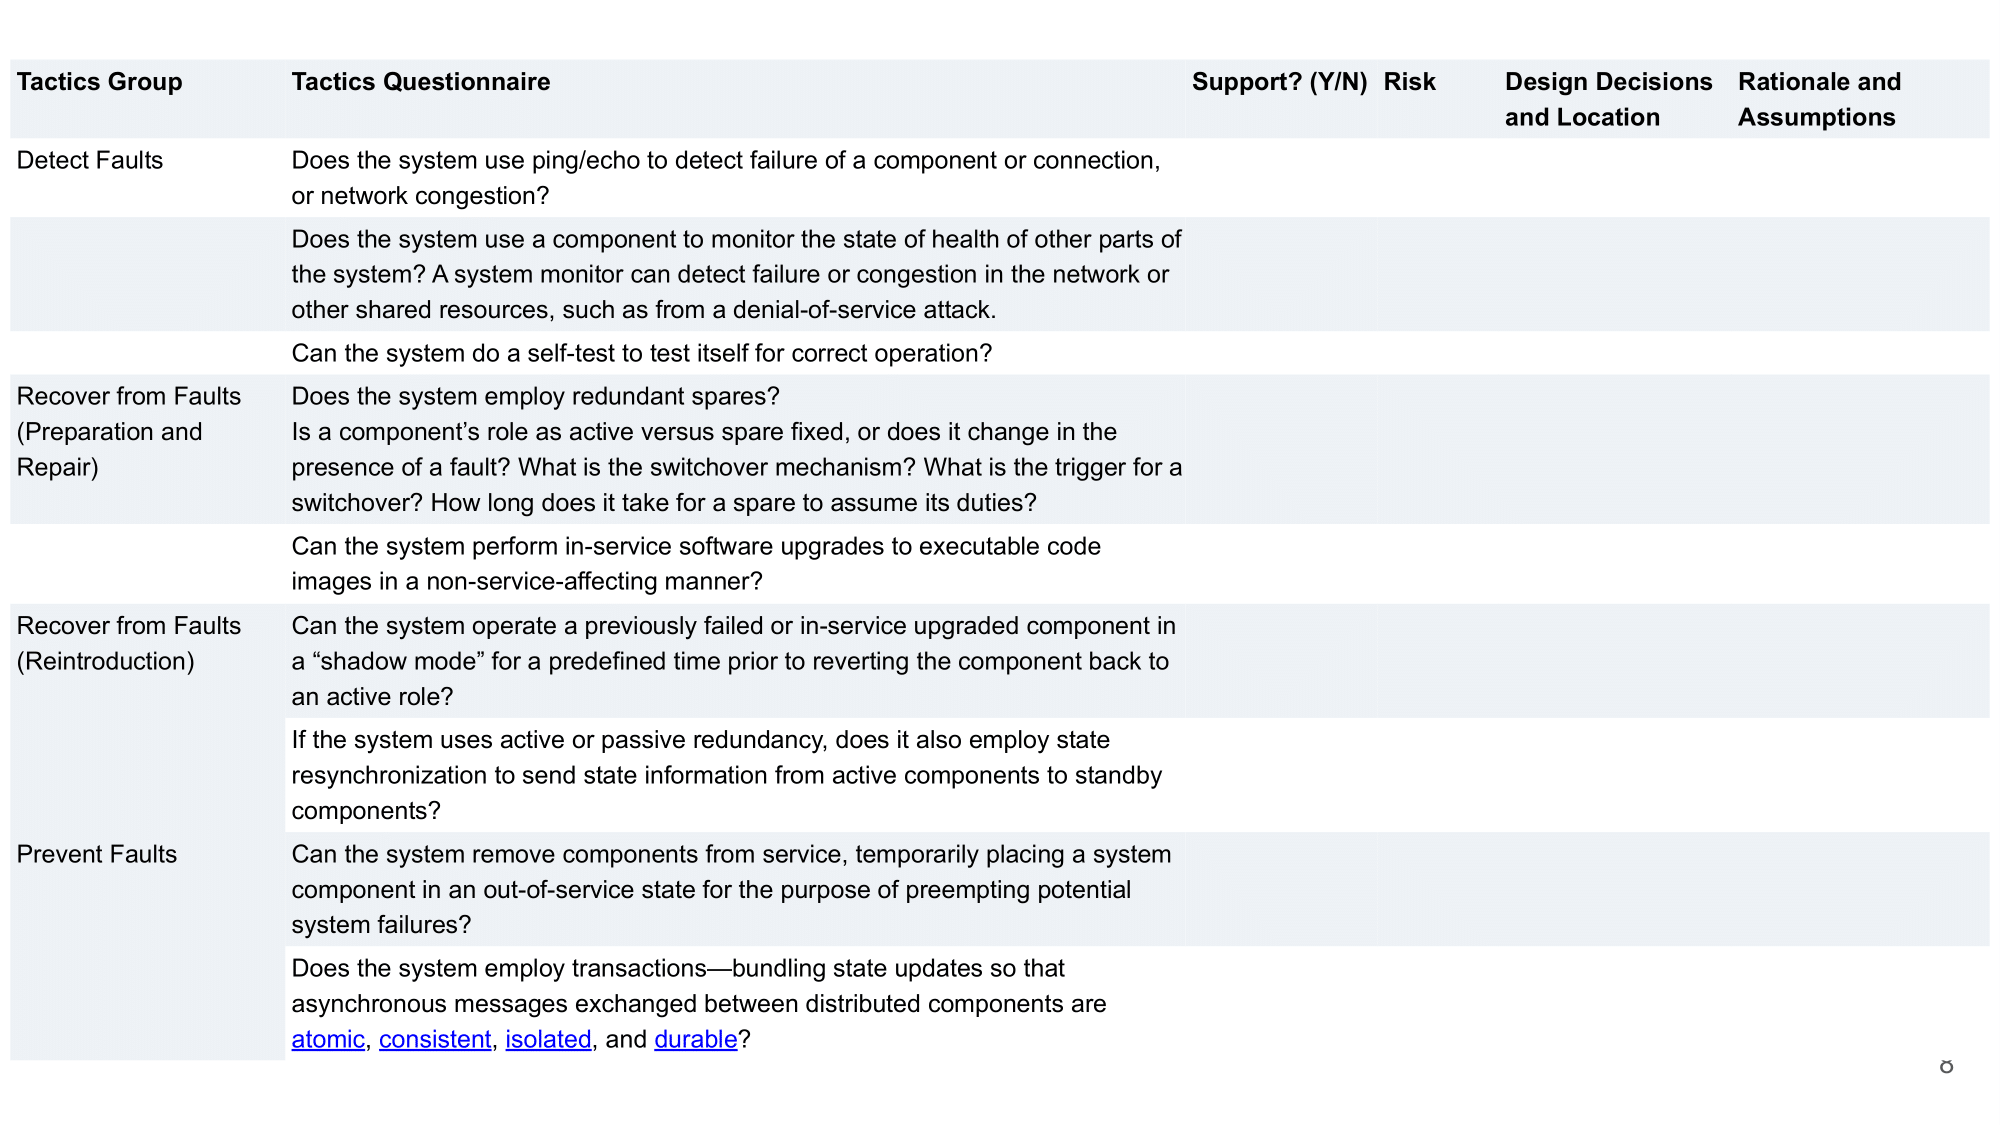 Tactics Group
Tactics Questionnaire
Support? (Y/N)
Risk
Design Decisions
and Location
Rationale and
Assumptions
Detect Faults
Does the system use ping/echo to detect failure of a component or connection,
or network congestion?
Does the system use a component to monitor the state of health of other parts of
the system? A system monitor can detect failure or congestion in the network or
other shared resources, such as from a denial-of-service attack.
Can the system do a self-test to test itself for correct operation?
Recover from Faults
(Preparation and
Repair)
Does the system employ redundant spares?
Is a component’s role as active versus spare fixed, or does it change in the
presence of a fault? What is the switchover mechanism? What is the trigger for a
switchover? How long does it take for a spare to assume its duties?
Can the system perform in-service software upgrades to executable code
images in a non-service-affecting manner?
Recover from Faults
(Reintroduction)
Can the system operate a previously failed or in-service upgraded component in
a “shadow mode” for a predefined time prior to reverting the component back to
an active role?
If the system uses active or passive redundancy, does it also employ state
resynchronization to send state information from active components to standby
components?
Prevent Faults
Can the system remove components from service, temporarily placing a system
component in an out-of-service state for the purpose of preempting potential
system failures?
Does the system employ transactions—bundling state updates so that
asynchronous messages exchanged between distributed components are
atomic, consistent, isolated, and durable?
8